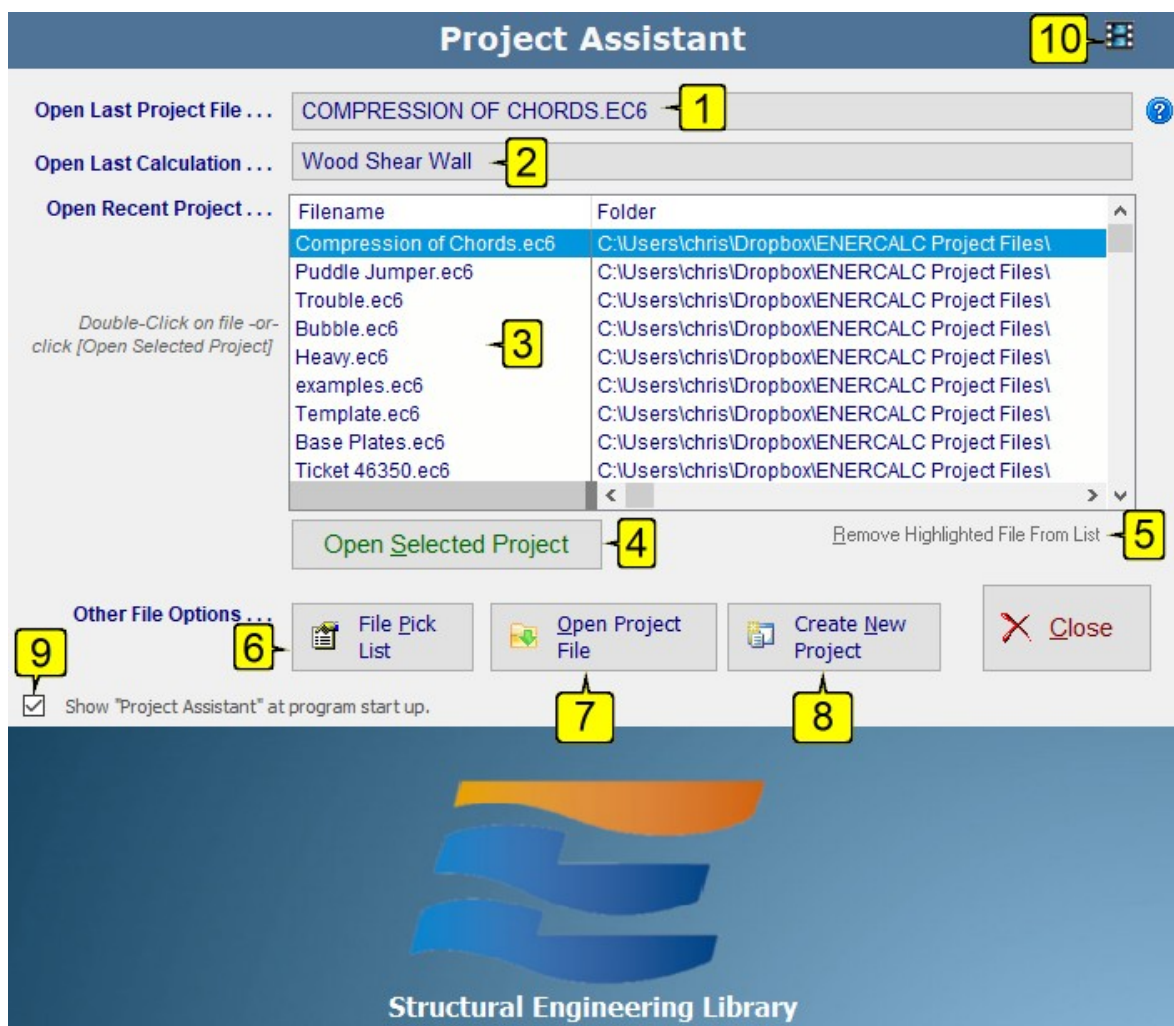 Project Assistant
10
Open Last Project File . . .
COMPRESSION OF CHORDS.EC6
1
Open Last Calculation . . .
Wood Shear Wall
2
Open Recent Project . . .
Filename Folder
Compression of Chords.ec6 C:\Users\chris\Dropbox\ENERCALC Project Files\
Puddle Jumper.ec6 C:\Users\chris\Dropbox\ENERCALC Project Files\
Trouble.ec6 C:\Users\chris\Dropbox\ENERCALC Project Files\
Bubble.ec6 C:\Users\chris\Dropbox\ENERCALC Project Files\
Heavy.ec6 C:\Users\chris\Dropbox\ENERCALC Project Files\
examples.ec6 C:\Users\chris\Dropbox\ENERCALC Project Files\
Template.ec6 C:\Users\chris\Dropbox\ENERCALC Project Files\
Base Plates.ec6 C:\Users\chris\Dropbox\ENERCALC Project Files\
Ticket 46350.ec6 C:\Users\chris\Dropbox\ENERCALC Project Files\
3
Double-Click on file -or-
click [Open Selected Project]
Open Selected Project
4
Remove Highlighted File From List
5
Other File Options . . .
6
File Pick
List
Open Project
File
Create New
Project
Close
9
7
8
Show "Project Assistant" at program start up.
Structural Engineering Library